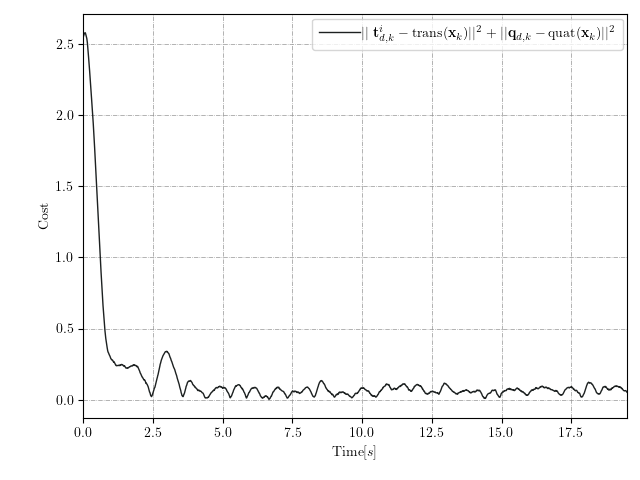 || t^i_{d,k} − trans(x_k)||^2 + ||q_{d,k} − quat(x_k)||^2
2.5
2.0
1.5
1.0
0.5
0.0
Cost
0.0 2.5 5.0 7.5 10.0 12.5 15.0 17.5
Time[s]